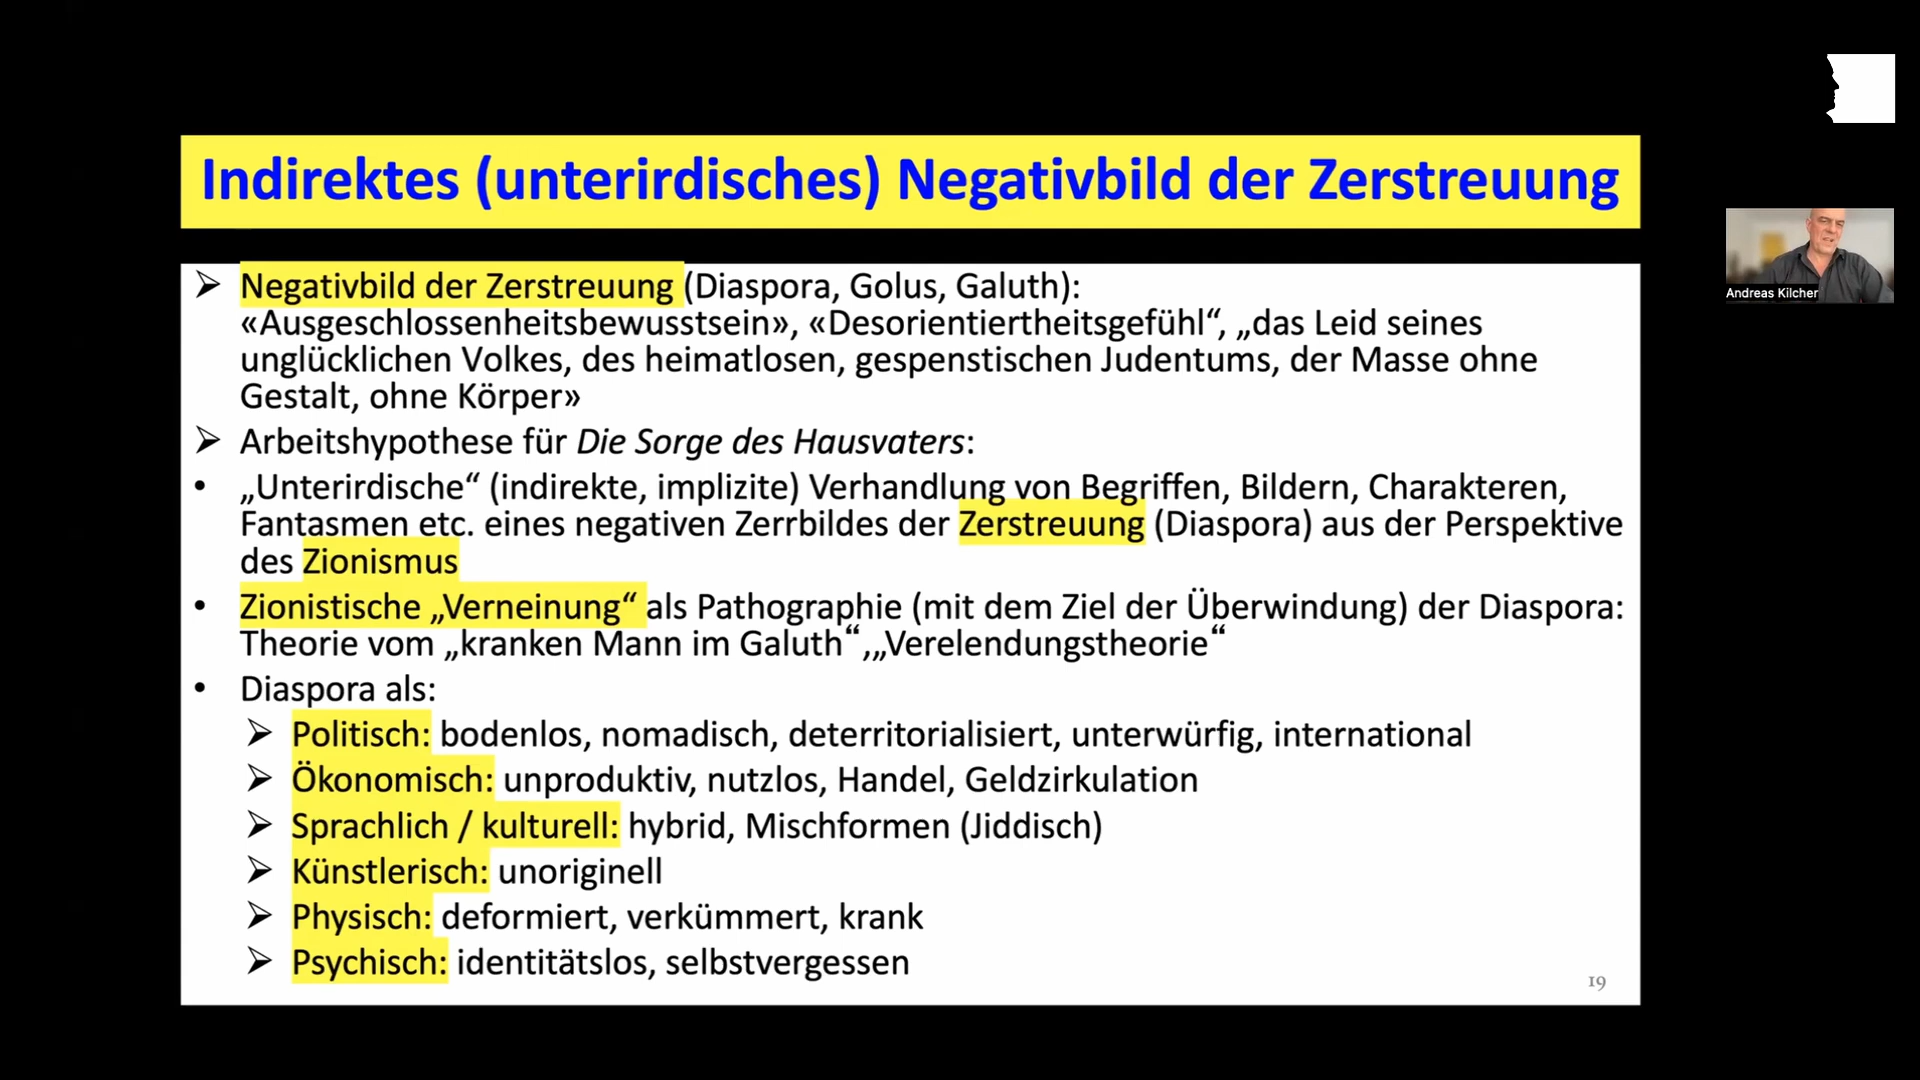 Indirektes (unterirdisches) Negativbild der Zerstreuung
Negativbild der Zerstreuung (Diaspora, Golus, Galuth):
«Ausgeschlossenheitsbewusstsein», «Desorientiertheitsgefühl“, „das Leid seines
unglücklichen Volkes, des heimatlosen, gespenstischen Judentums, der Masse ohne
Gestalt, ohne Körper»
Arbeitshypothese für Die Sorge des Hausvaters:
„Unterirdische“ (indirekte, implizite) Verhandlung von Begriffen, Bildern, Charakteren,
Fantasmen etc. eines negativen Zerrbildes der Zerstreuung (Diaspora) aus der Perspektive
des Zionismus
Zionistische „Verneinung“ als Pathographie (mit dem Ziel der Überwindung) der Diaspora:
Theorie vom „kranken Mann im Galuth“,„Verelendungstheorie“
Diaspora als:
Politisch: bodenlos, nomadisch, deterritorialisiert, unterwürfig, international
Ökonomisch: unproduktiv, nutzlos, Handel, Geldzirkulation
Sprachlich / kulturell: hybrid, Mischformen (Jiddisch)
Künstlerisch: unoriginell
Physisch: deformiert, verkümmert, krank
Psychisch: identitätslos, selbstvergessen
19
Andreas Kilcher